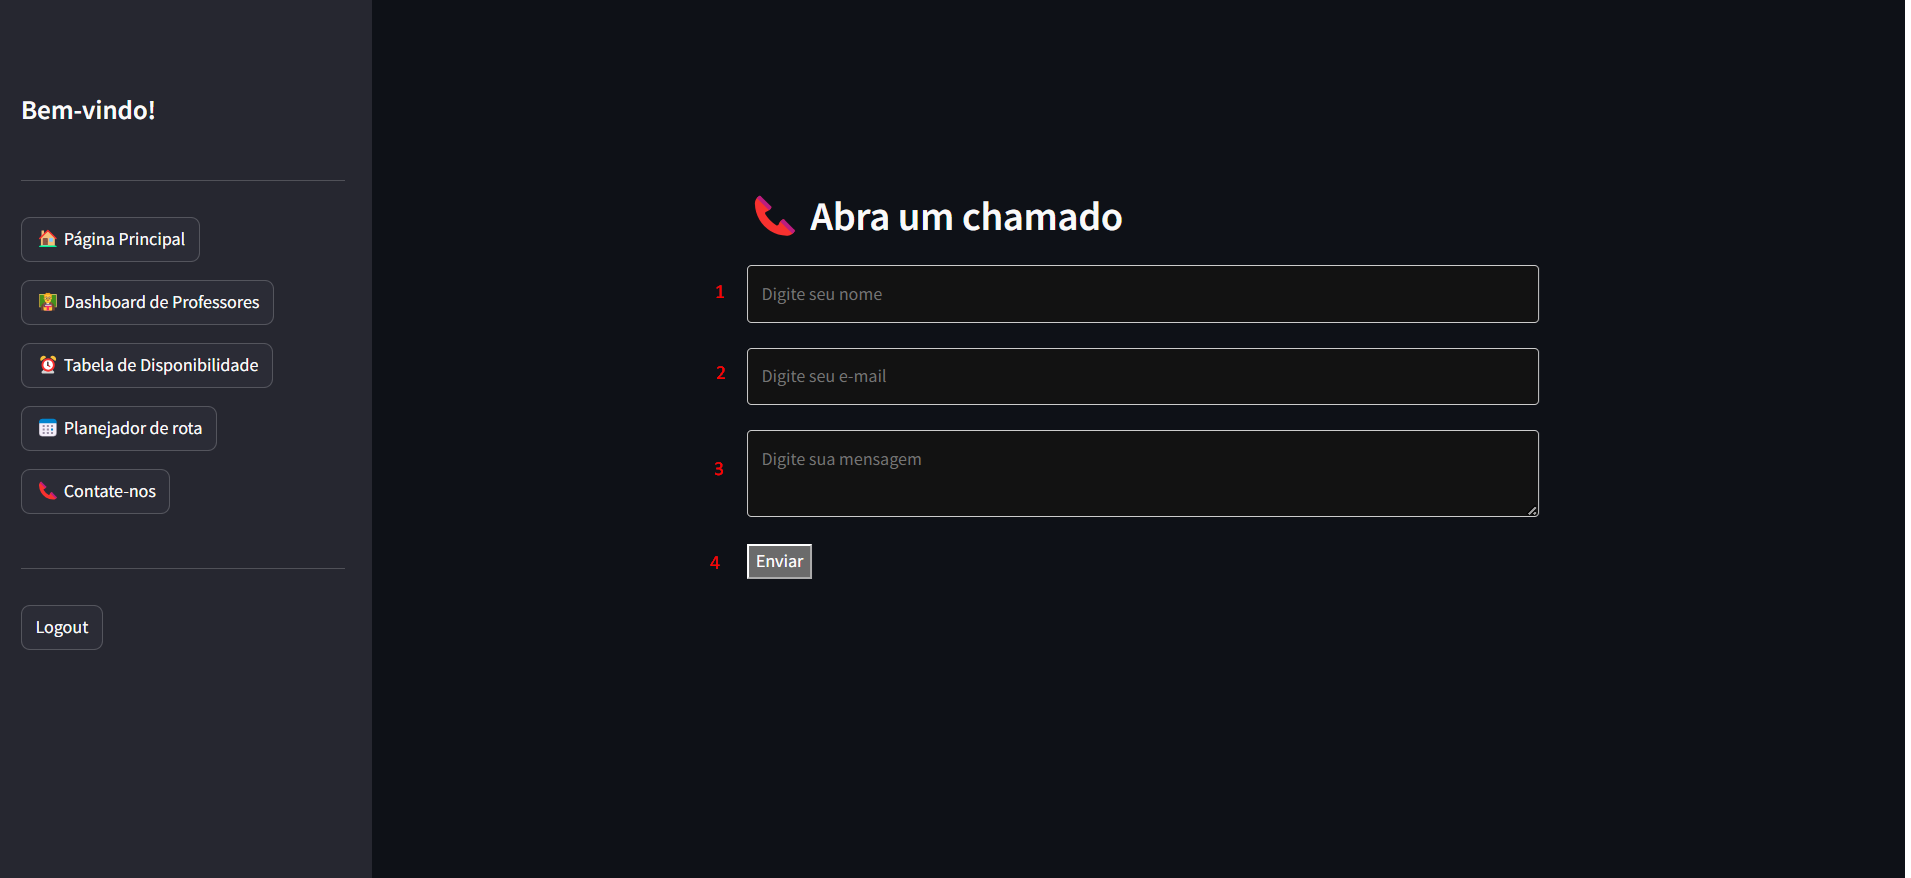 Bem-vindo!
Página Principal
Dashboard de Professores
Tabela de Disponibilidade
Planejador de rota
Contate-nos
Logout
Abra um chamado
1 Digite seu nome
2 Digite seu e-mail
3 Digite sua mensagem
4 Enviar